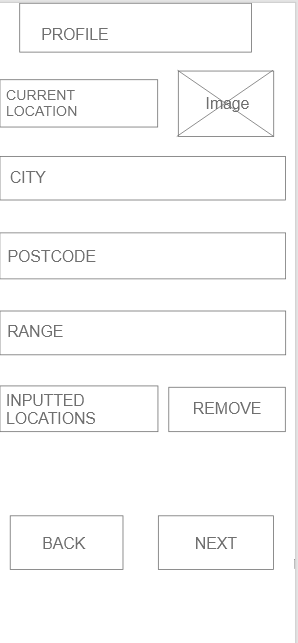 PROFILE
CURRENT
LOCATION
Image
CITY
POSTCODE
RANGE
INPUTTED
LOCATIONS
REMOVE
BACK
NEXT